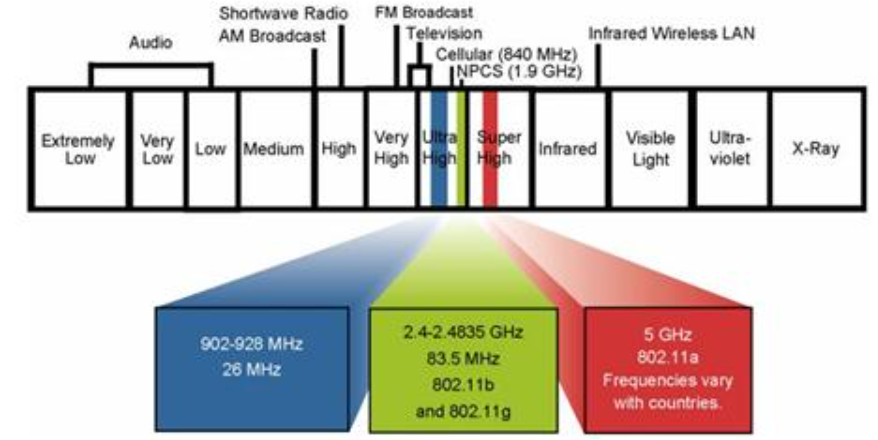 Shortwave Radio
AM Broadcast
FM Broadcast
Television
Cellular (840 MHz)
NPCS (1.9 GHz)
Infrared Wireless LAN
Audio
Extremely
Low
Very
Low
Low
Medium
High
Very
High
Ultra
High
Super
High
Infrared
Visible
Light
Ultra-
violet
X-Ray
902-928 MHz
26 MHz
2.4-2.4835 GHz
83.5 MHz
802.11b
and 802.11g
5 GHz
802.11a
Frequencies vary
with countries.